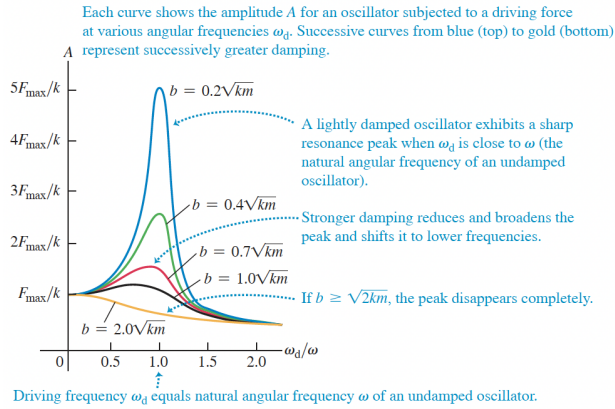 Each curve shows the amplitude A for an oscillator subjected to a driving force
at various angular frequencies ωd. Successive curves from blue (top) to gold (bottom)
represent successively greater damping.
A
5Fmax/k
b = 0.2√km
A lightly damped oscillator exhibits a sharp
resonance peak when ωd is close to ω (the
natural angular frequency of an undamped
oscillator).
4Fmax/k
3Fmax/k
b = 0.4√km
Stronger damping reduces and broadens the
peak and shifts it to lower frequencies.
2Fmax/k
b = 0.7√km
b = 1.0√km
Fmax/k
If b ≥ √2km, the peak disappears completely.
b = 2.0√km
ωd/ω
0
0.5
1.0
1.5
2.0
Driving frequency ωd equals natural angular frequency ω of an undamped oscillator.